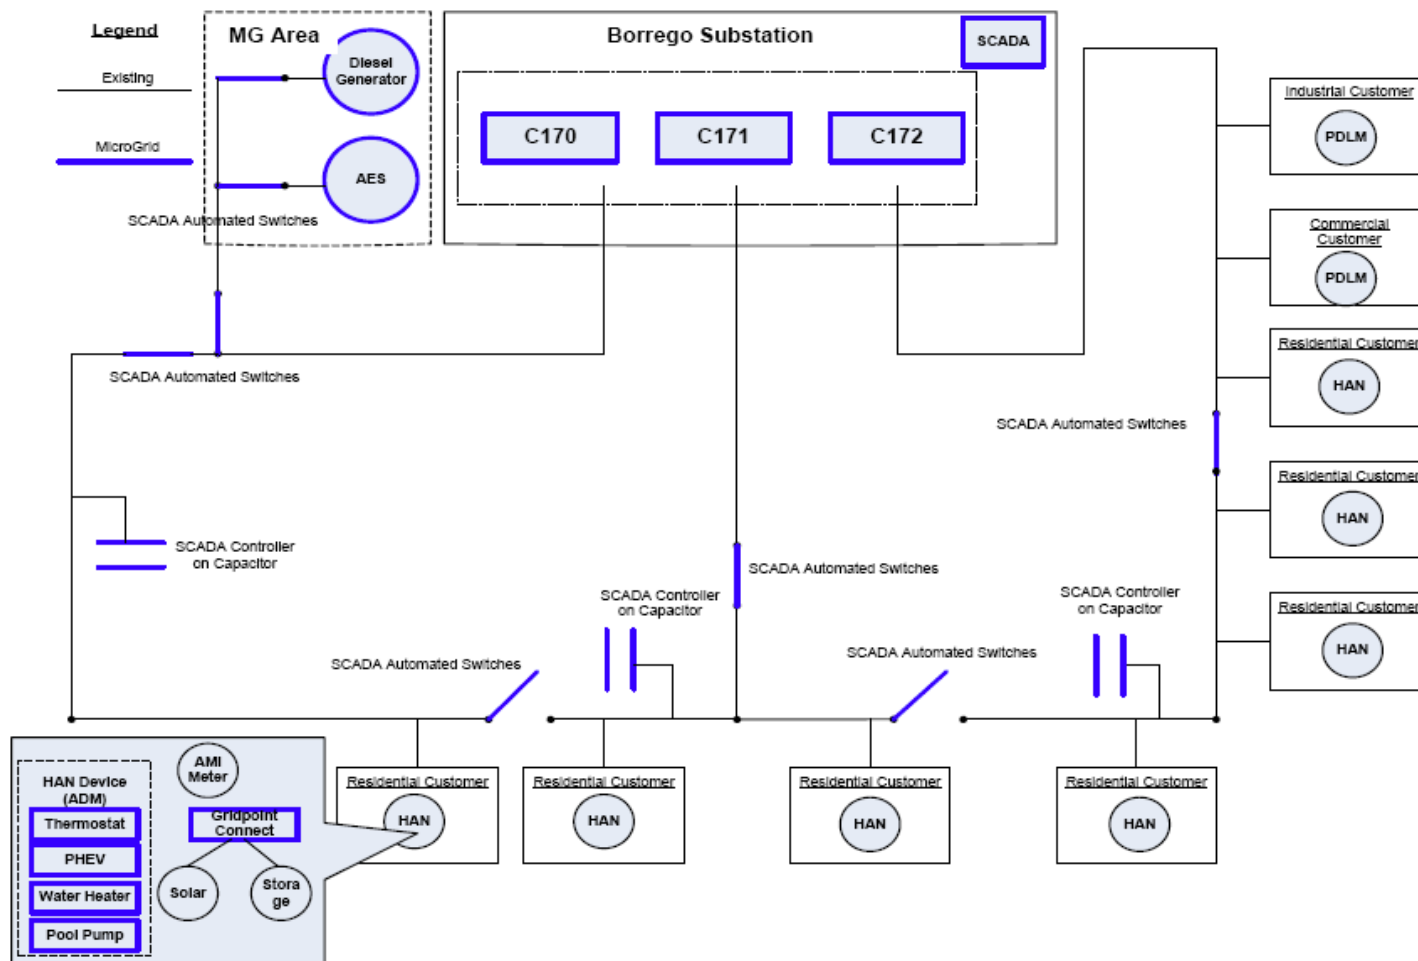 Legend
Existing
MicroGrid
MG Area
Diesel
Generator
AES
SCADA Automated Switches
Borrego Substation
SCADA
C170
C171
C172
SCADA Automated Switches
SCADA Controller
on Capacitor
SCADA Automated Switches
SCADA Controller
on Capacitor
SCADA Automated Switches
SCADA Automated Switches
SCADA Controller
on Capacitor
SCADA Automated Switches
Industrial Customer
PDLM
Commercial
Customer
PDLM
Residential Customer
HAN
Residential Customer
HAN
Residential Customer
HAN
HAN Device
(ADM)
Thermostat
PHEV
Water Heater
Pool Pump
AMI
Meter
Gridpoint
Connect
Solar
Stora
ge
Residential Customer
HAN
Residential Customer
HAN
Residential Customer
HAN
Residential Customer
HAN